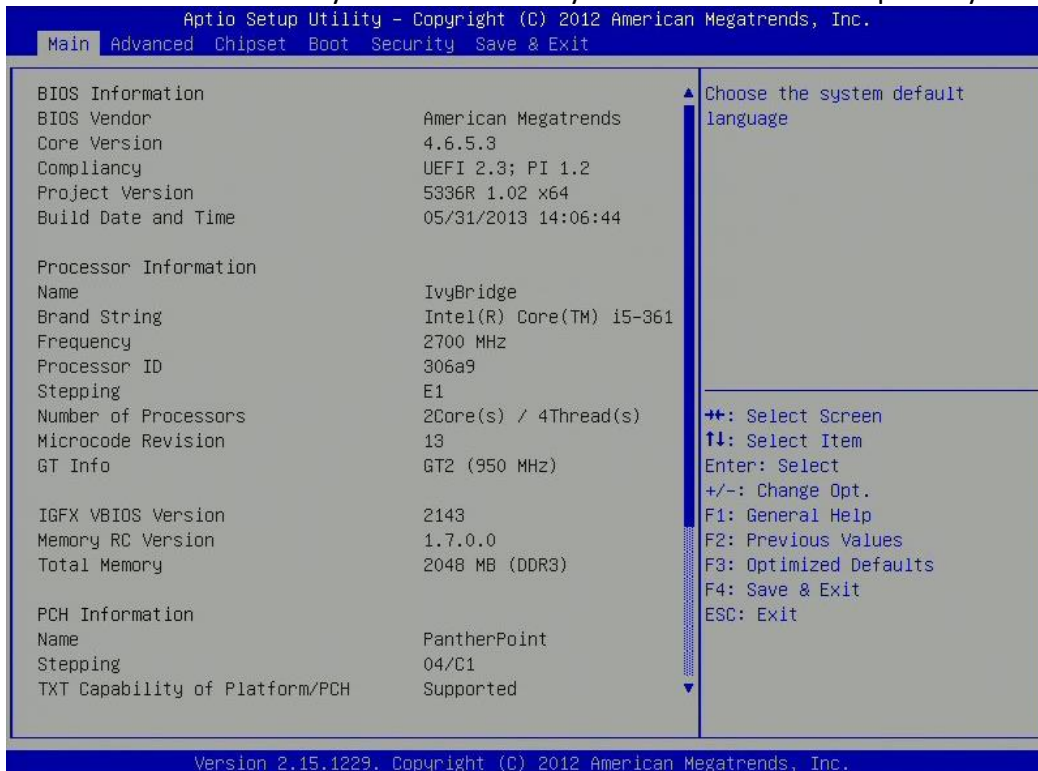 Aptio Setup Utility – Copyright (C) 2012 American Megatrends, Inc.
Main Advanced Chipset Boot Security Save & Exit
BIOS Information
BIOS Vendor American Megatrends
Core Version 4.6.5.3
Compliancy UEFI 2.3; PI 1.2
Project Version 5336R 1.02 x64
Build Date and Time 05/31/2013 14:06:44
Processor Information
Name IvyBridge
Brand String Intel(R) Core(TM) i5-361
Frequency 2700 MHz
Processor ID 306a9
Stepping E1
Number of Processors 2Core(s) / 4Thread(s)
Microcode Revision 13
GT Info GT2 (950 MHz)
IGFX VBIOS Version 2143
Memory RC Version 1.7.0.0
Total Memory 2048 MB (DDR3)
PCH Information
Name PantherPoint
Stepping 04/C1
TXT Capability of Platform/PCH Supported
Choose the system default
language
→←: Select Screen
↑↓: Select Item
Enter: Select
+/-: Change Opt.
F1: General Help
F2: Previous Values
F3: Optimized Defaults
F4: Save & Exit
ESC: Exit
Version 2.15.1229. Copyright (C) 2012 American Megatrends, Inc.